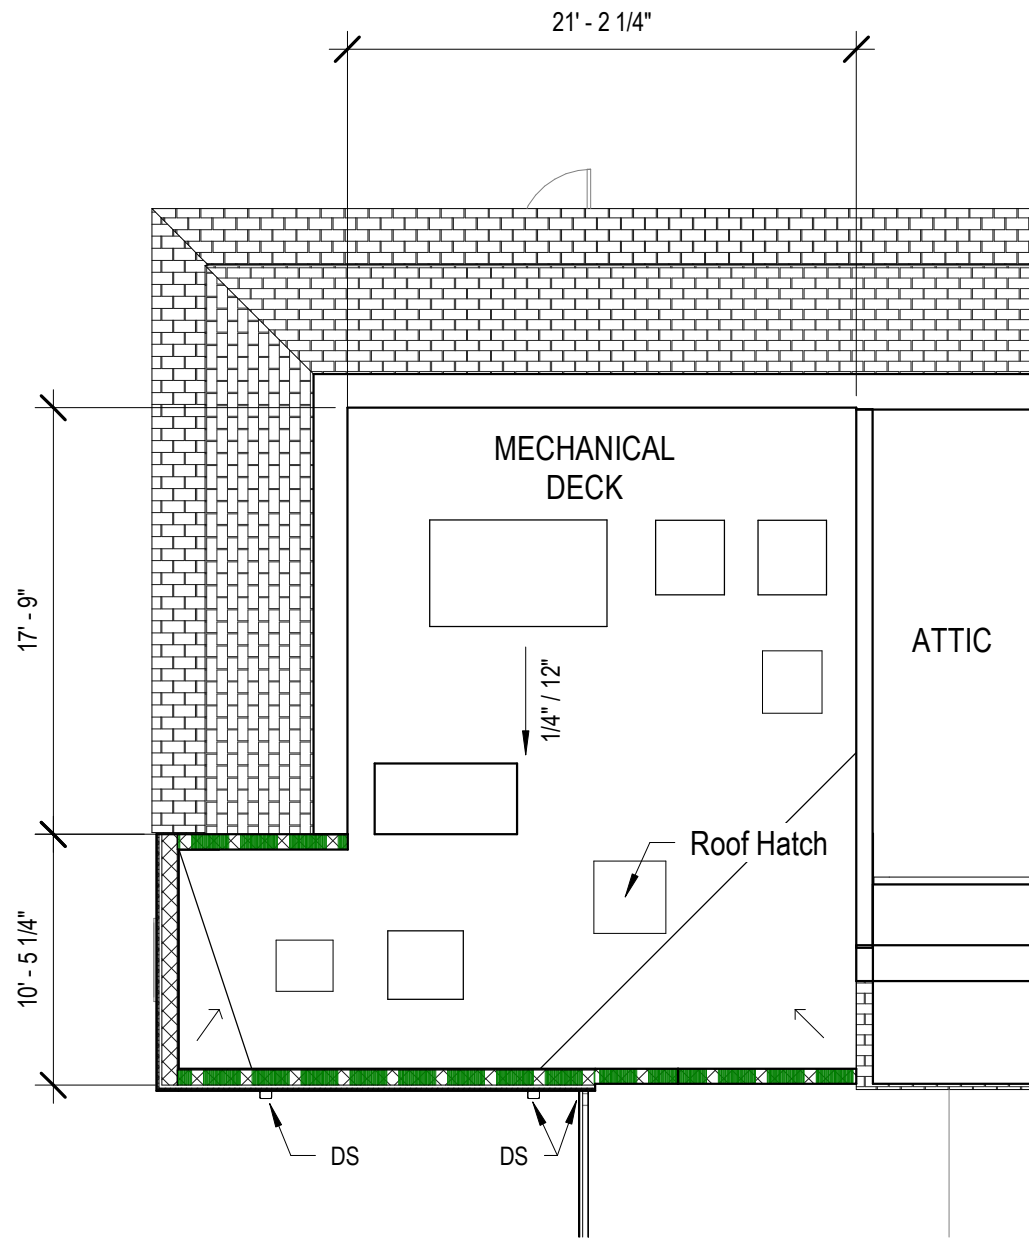 21' - 2 1/4"
MECHANICAL
DECK
17' - 9"
ATTIC
1/4" / 12"
Roof Hatch
10' - 5 1/4"
DS
DS